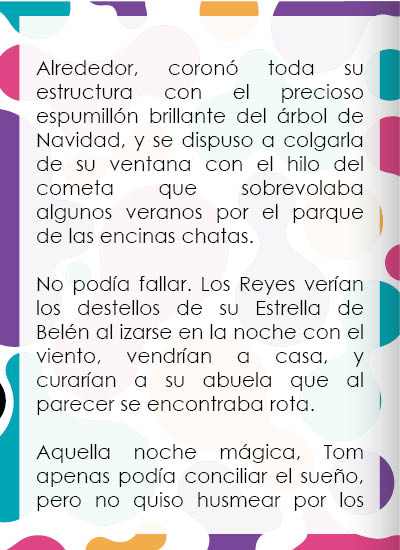 Alrededor, coronó toda su
estructura con el precioso
espumillón brillante del árbol de
Navidad, y se dispuso a colgarla
de su ventana con el hilo del
cometa que sobrevolaba
algunos veranos por el parque
de las encinas chatas.
No podía fallar. Los Reyes verían
los destellos de su Estrella de
Belén al izarse en la noche con el
viento, vendrían a casa, y
curarían a su abuela que al
parecer se encontraba rota.
Aquella noche mágica, Tom
apenas podía conciliar el sueño,
pero no quiso husmear por los